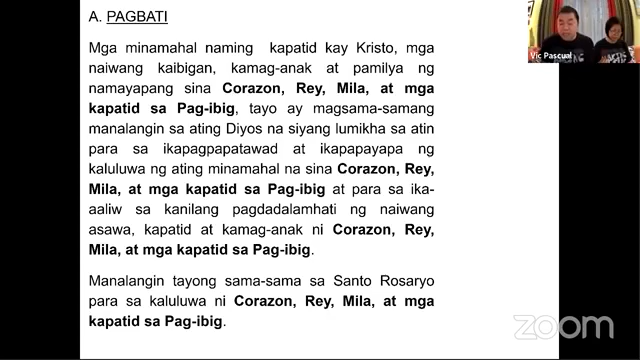 A. PAGBATI
Mga minamahal naming kapatid kay Kristo, mga
naiwang kaibigan, kamag-anak at pamilya ng
namayapang sina Corazon, Rey, Mila, at mga
kapatid sa Pag-ibig, tayo ay magsama-samang
manalangin sa ating Diyos na siyang lumikha sa atin
para sa ikapagpapatawad at ikapapayapa ng
kaluluwa ng ating minamahal na sina Corazon, Rey,
Mila, at mga kapatid sa Pag-ibig at para sa ika-
aaliw sa kanilang pagdadalamhati ng naiwang
asawa, kapatid at kamag-anak ni Corazon, Rey,
Mila, at mga kapatid sa Pag-ibig.
Manalangin tayong sama-sama sa Santo Rosaryo
para sa kaluluwa ni Corazon, Rey, Mila, at mga
kapatid sa Pag-ibig.
Vic Pascual
zoom